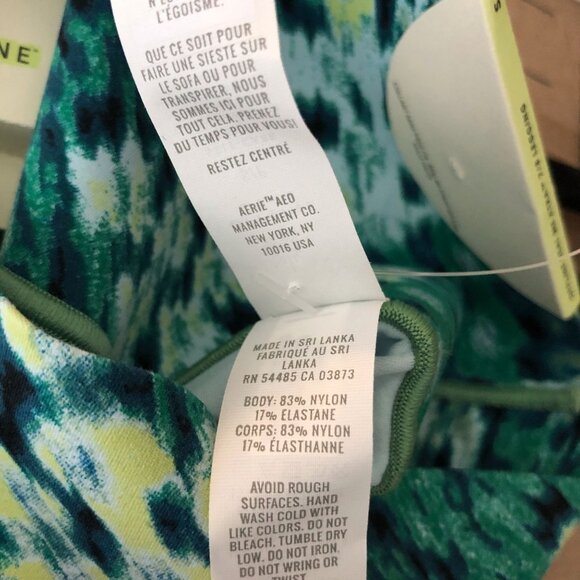 NE™
L'ÉGOÏSME.
QUE CE SOIT POUR
FAIRE UNE SIESTE SUR
LE SOFA OU POUR
TRANSPIRER, NOUS
SOMMES ICI POUR
TOUT CELA. PRENEZ
DU TEMPS POUR VOUS!
RESTEZ CENTRÉ
AERIE™ AEO
MANAGEMENT CO.
NEW YORK, NY
10016 USA
MADE IN SRI LANKA
FABRIQUÉ AU SRI
LANKA
RN 54485 CA 03873
BODY: 83% NYLON
17% ELASTANE
CORPS: 83% NYLON
17% ÉLASTHANNE
AVOID ROUGH
SURFACES. HAND
WASH COLD WITH
LIKE COLORS. DO NOT
BLEACH. TUMBLE DRY
LOW. DO NOT IRON.
DO NOT WRING OR
TWIST
S